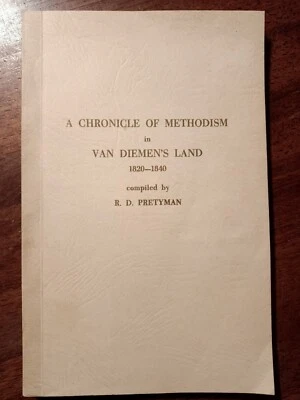 A CHRONICLE OF METHODISM
in
VAN DIEMEN'S LAND
1820—1840
compiled by
R. D. PRETYMAN